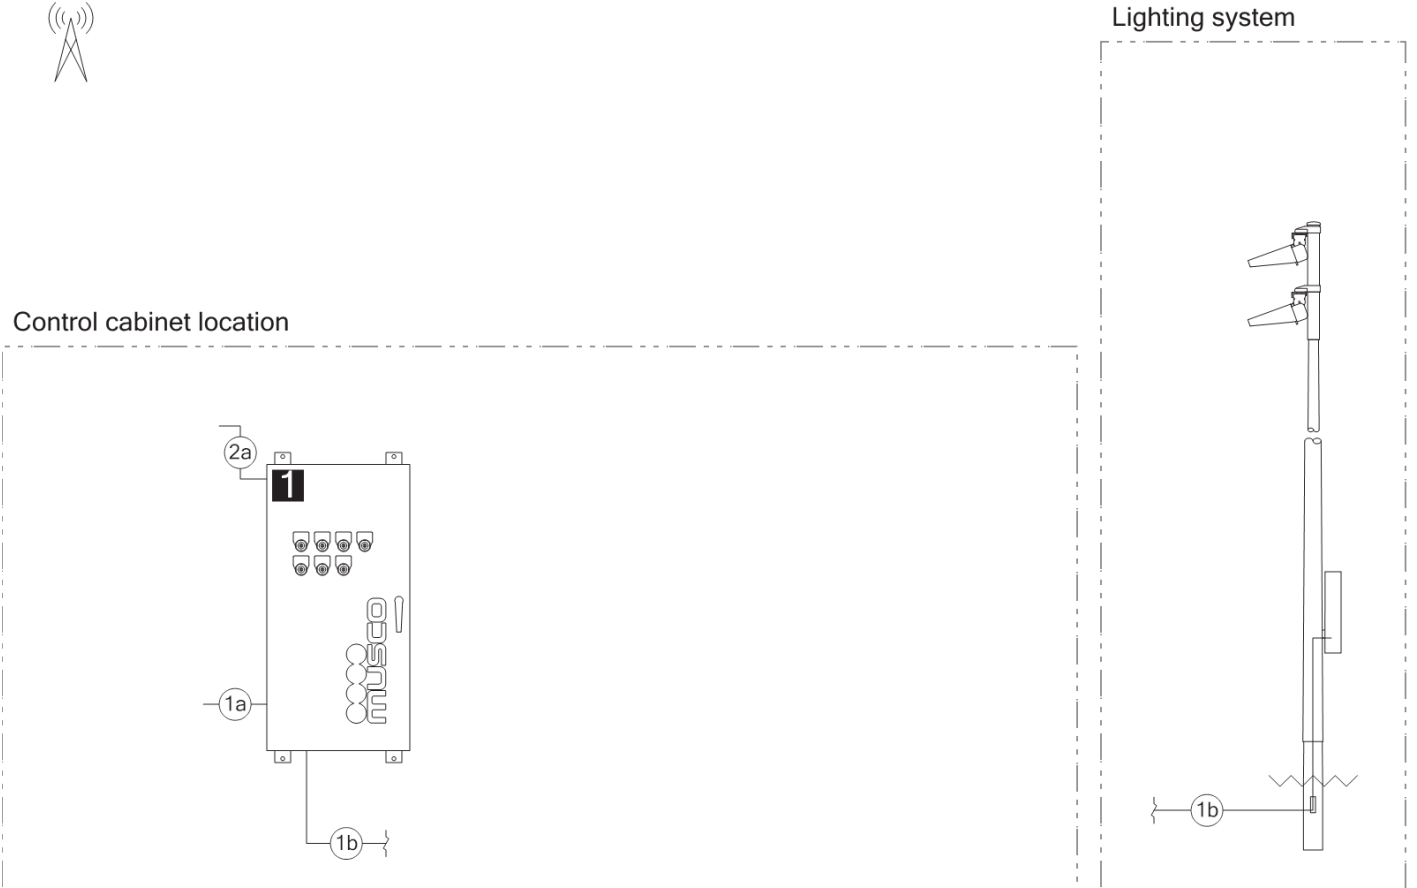 Lighting system
Control cabinet location
2a
1
musco
1a
1b
1b